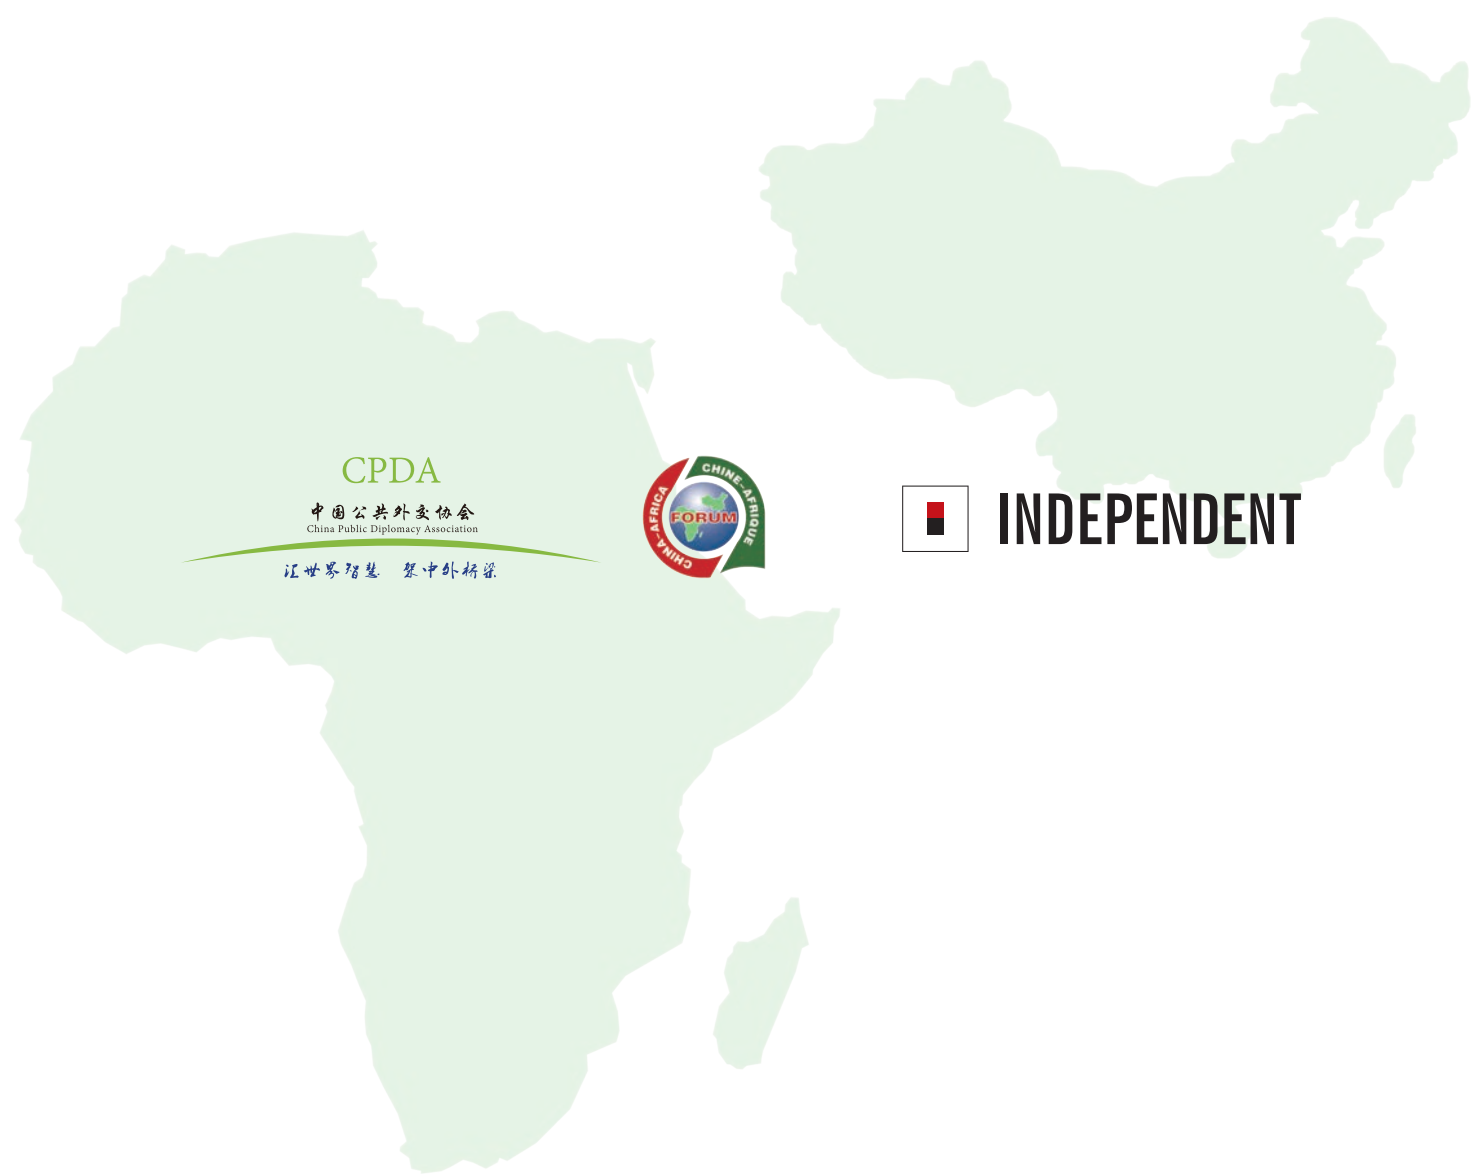 CPDA
中国公共外交协会
China Public Diplomacy Association
汇世界智慧 架中外桥梁
CHINA-AFRICA
CHINE-AFRIQUE
FORUM
INDEPENDENT